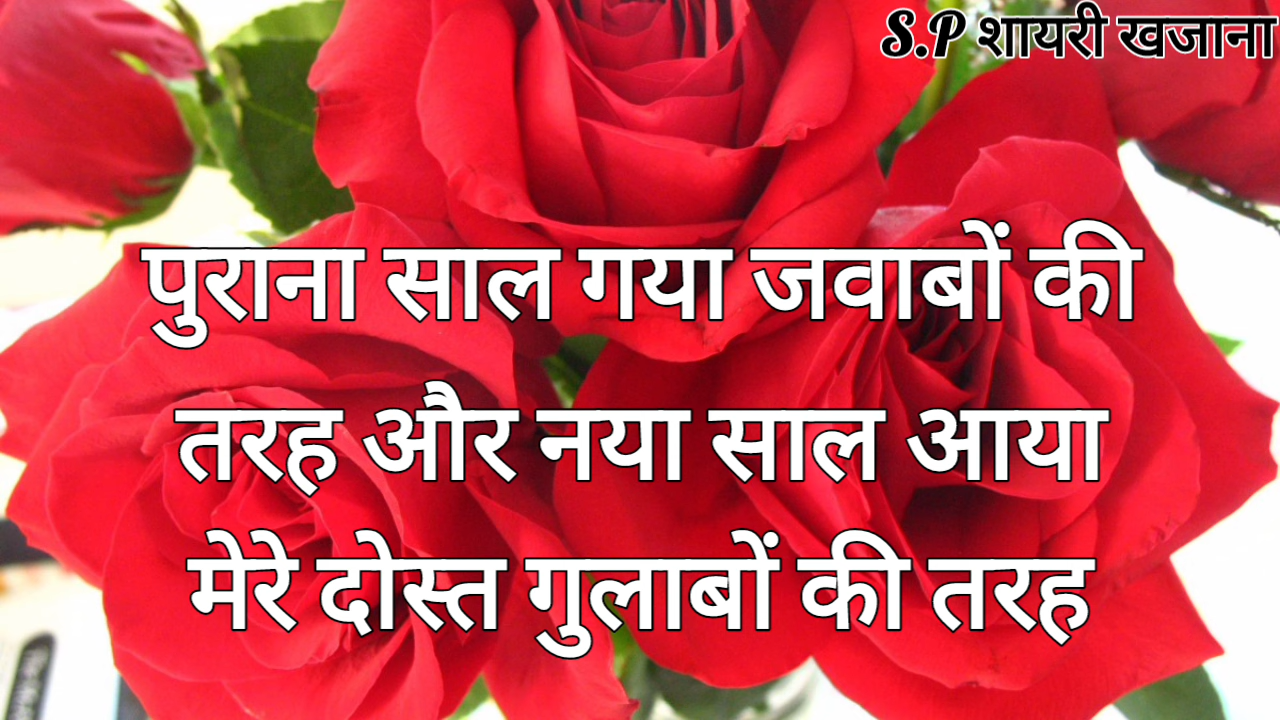 S.P शायरी खजाना
पुराना साल गया जवाबों की
तरह और नया साल आया
मेरे दोस्त गुलाबों की तरह